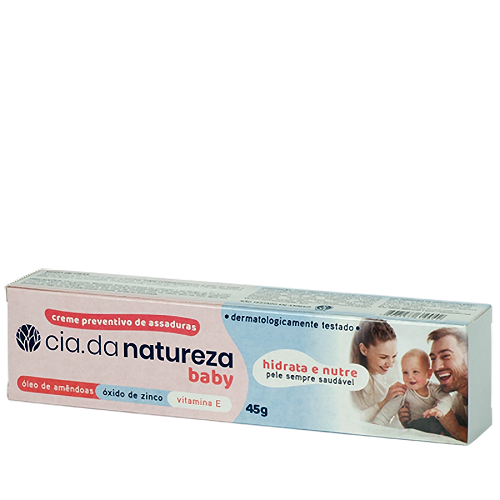 creme preventivo de assaduras
cia.da natureza
baby
óleo de amêndoas
óxido de zinco
vitamina E
45g
• dermatologicamente testado •
hidrata e nutre
pele sempre saudável